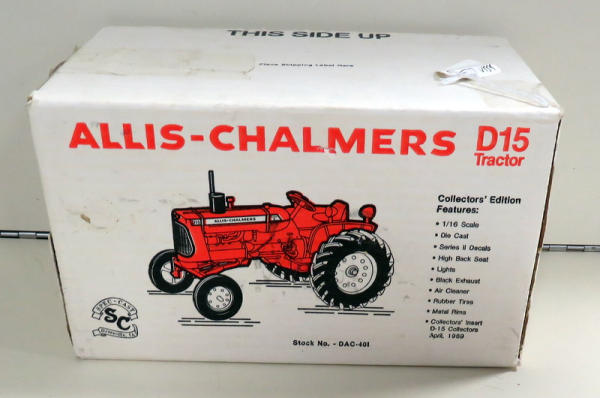 THIS SIDE UP
Place Shipping Label Here
ALLIS-CHALMERS D15
Tractor
Collectors' Edition
Features:
• 1/16 Scale
• Die Cast
• Series II Decals
• High Back Seat
• Lights
• Black Exhaust
• Air Cleaner
• Rubber Tires
• Metal Rims
• Collectors' Insert
D-15 Collectors
April, 1989
ALLIS-CHALMERS
SPEC-CAST
SC
Stock No. - DAC-401